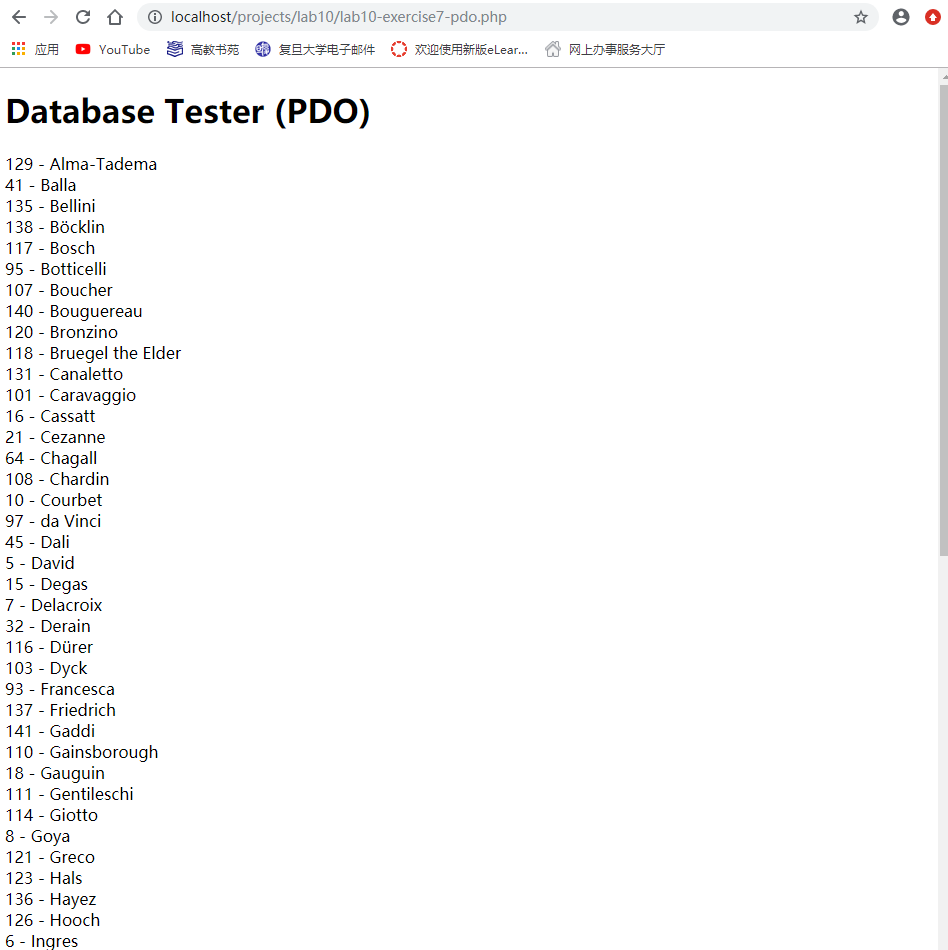 localhost/projects/lab10/lab10-exercise7-pdo.php
应用 YouTube 高教书苑 复旦大学电子邮件 欢迎使用新版eLear... 网上办事服务大厅
Database Tester (PDO)
129 - Alma-Tadema
41 - Balla
135 - Bellini
138 - Böcklin
117 - Bosch
95 - Botticelli
107 - Boucher
140 - Bouguereau
120 - Bronzino
118 - Bruegel the Elder
131 - Canaletto
101 - Caravaggio
16 - Cassatt
21 - Cezanne
64 - Chagall
108 - Chardin
10 - Courbet
97 - da Vinci
45 - Dali
5 - David
15 - Degas
7 - Delacroix
32 - Derain
116 - Dürer
103 - Dyck
93 - Francesca
137 - Friedrich
141 - Gaddi
110 - Gainsborough
18 - Gauguin
111 - Gentileschi
114 - Giotto
8 - Goya
121 - Greco
123 - Hals
136 - Hayez
126 - Hooch
6 - Ingres